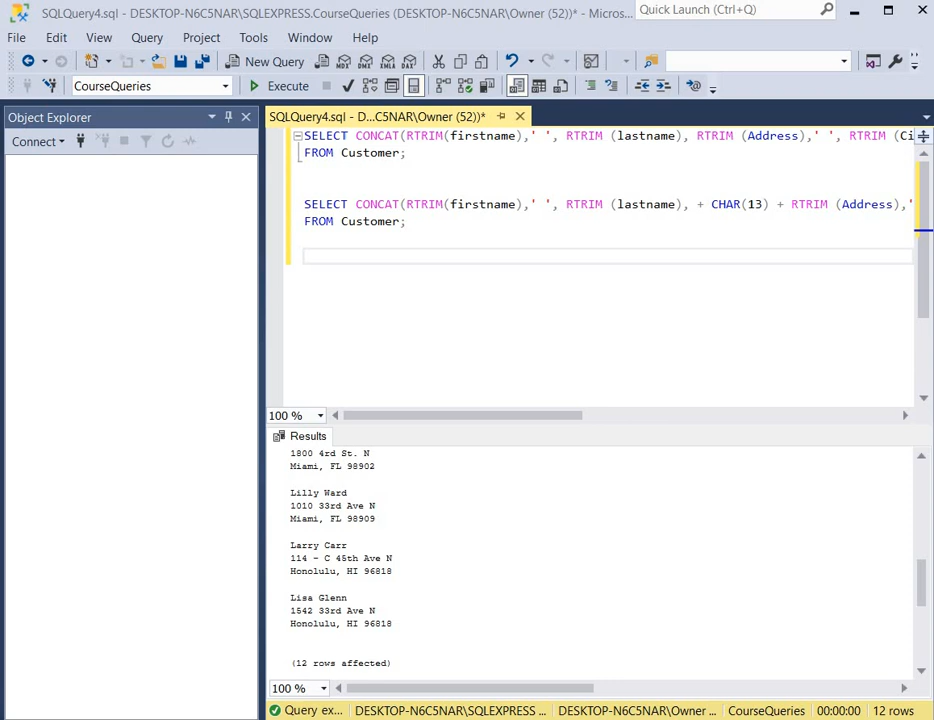 SQLQuery4.sql - DESKTOP-N6C5NAR\SQLEXPRESS.CourseQueries (DESKTOP-N6C5NAR\Owner (52))* - Micros...
Quick Launch (Ctrl+Q)
File Edit View Query Project Tools Window Help
New Query MDX DMX XMLA DAX
CourseQueries Execute
Object Explorer
SQLQuery4.sql - D...C5NAR\Owner (52))*
Connect
SELECT CONCAT(RTRIM(firstname),' ', RTRIM (lastname), RTRIM (Address),' ', RTRIM (Ci
FROM Customer;
SELECT CONCAT(RTRIM(firstname),' ', RTRIM (lastname), + CHAR(13) + RTRIM (Address),'
FROM Customer;
100 %
Results
1800 4rd St. N
Miami, FL 98902
Lilly Ward
1010 33rd Ave N
Miami, FL 98909
Larry Carr
114 - C 45th Ave N
Honolulu, HI 96818
Lisa Glenn
1542 33rd Ave N
Honolulu, HI 96818
(12 rows affected)
100 %
Query ex... DESKTOP-N6C5NAR\SQLEXPRESS ... DESKTOP-N6C5NAR\Owner ... CourseQueries 00:00:00 12 rows